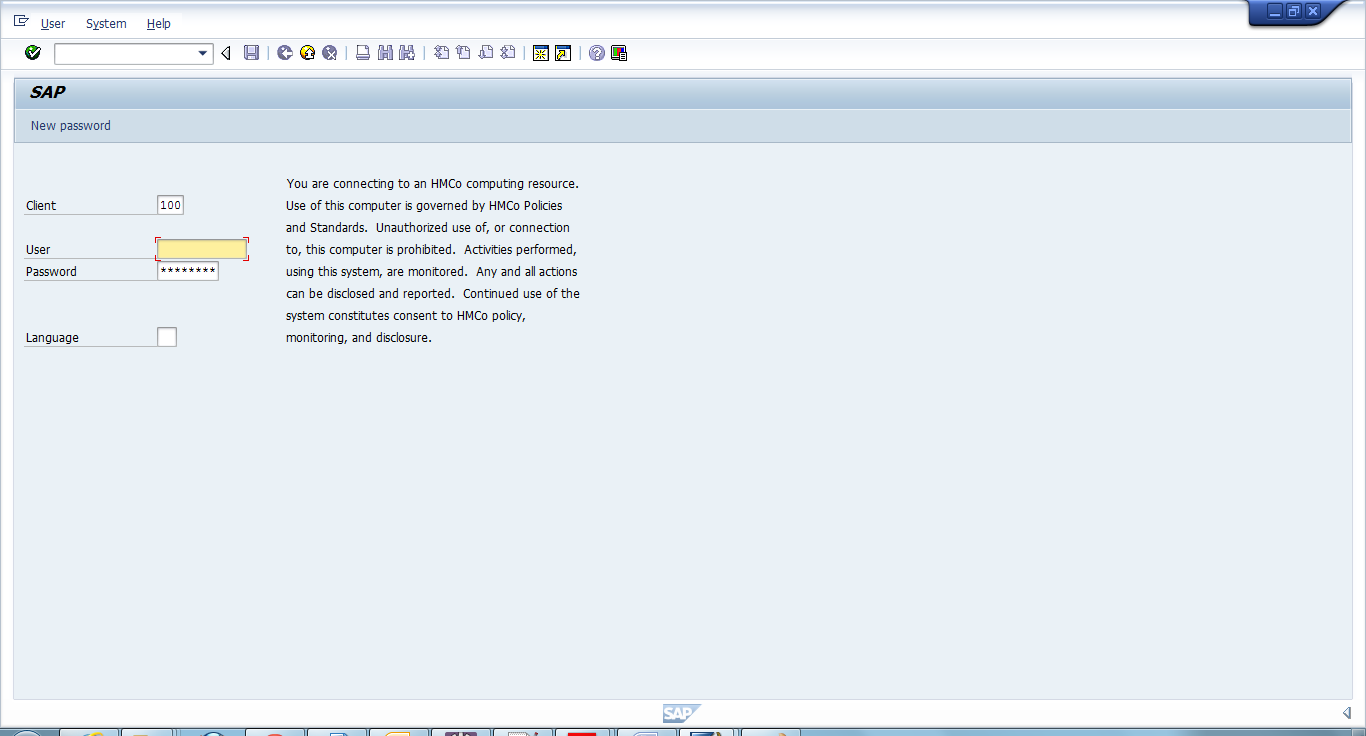 User System Help
SAP
New password
You are connecting to an HMCo computing resource.
Client 100 Use of this computer is governed by HMCo Policies
and Standards. Unauthorized use of, or connection
User to, this computer is prohibited. Activities performed,
Password ******** using this system, are monitored. Any and all actions
can be disclosed and reported. Continued use of the
system constitutes consent to HMCo policy,
Language monitoring, and disclosure.
SAP